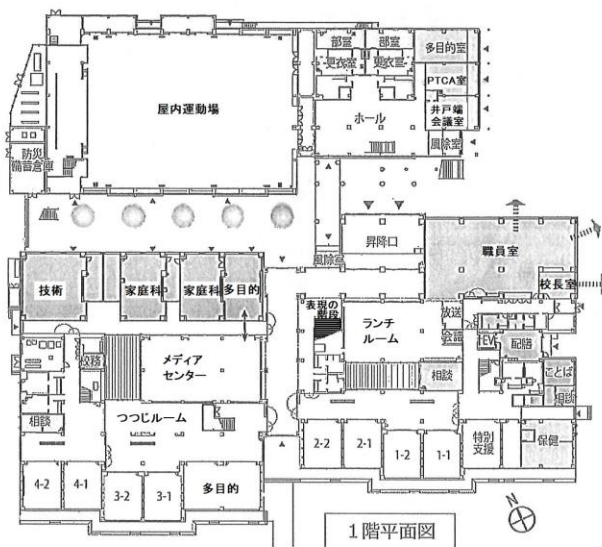 部室
部室
多目的室
更衣室
更衣室
PTCA室
屋内運動場
ホール
井戸端
会議室
風除室
防災
備蓄倉庫
昇降口
職員室
風除室
校長室
技術
家庭科
家庭科
多目的
表現の
階段
ランチ
ルーム
放送
会議
EV
配膳
メディア
センター
相談
ことば
相談
つつじルーム
相談
2-2
2-1
1-2
1-1
特別
支援
保健
4-2
4-1
3-2
3-1
多目的
1階平面図
N